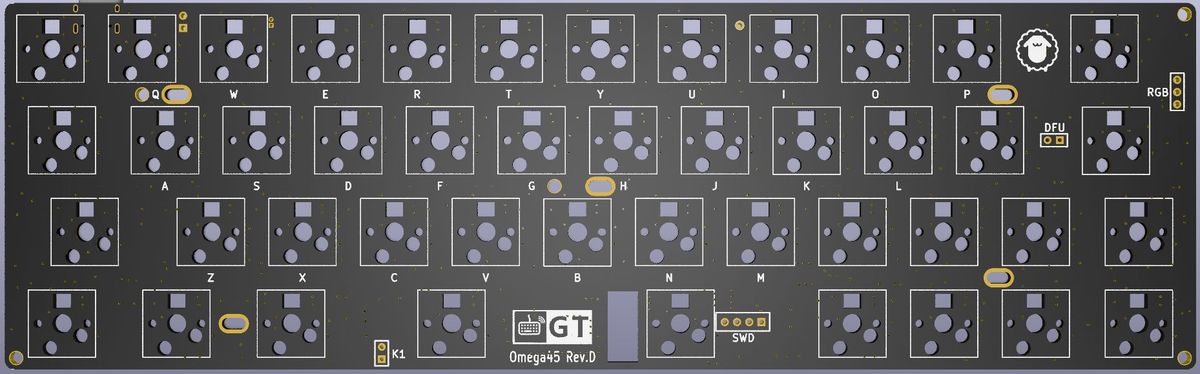 Q W E R T Y U I O P
RGB
DFU
A S D F G H J K L
Z X C V B N M
GT
SWD
K1
Omega45 Rev.D